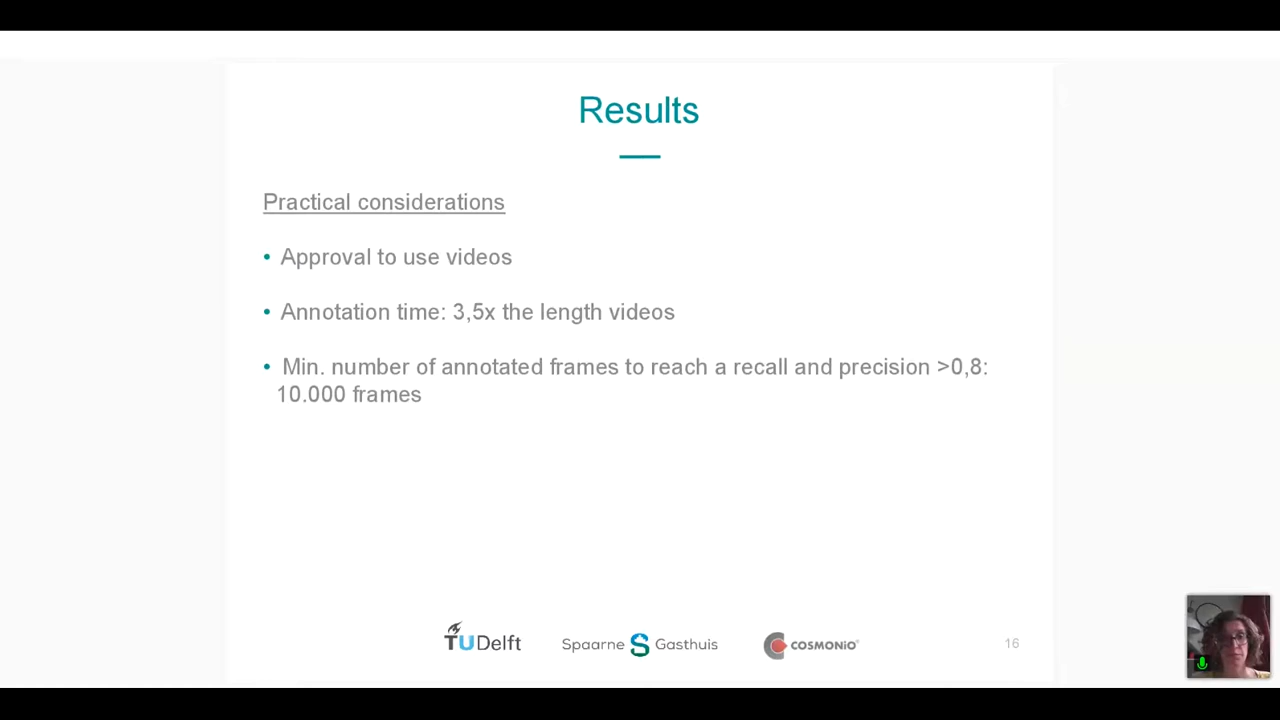 Results
Practical considerations
• Approval to use videos
• Annotation time: 3,5x the length videos
• Min. number of annotated frames to reach a recall and precision >0,8:
10.000 frames
TUDelft
Spaarne Gasthuis
COSMONiO®
16